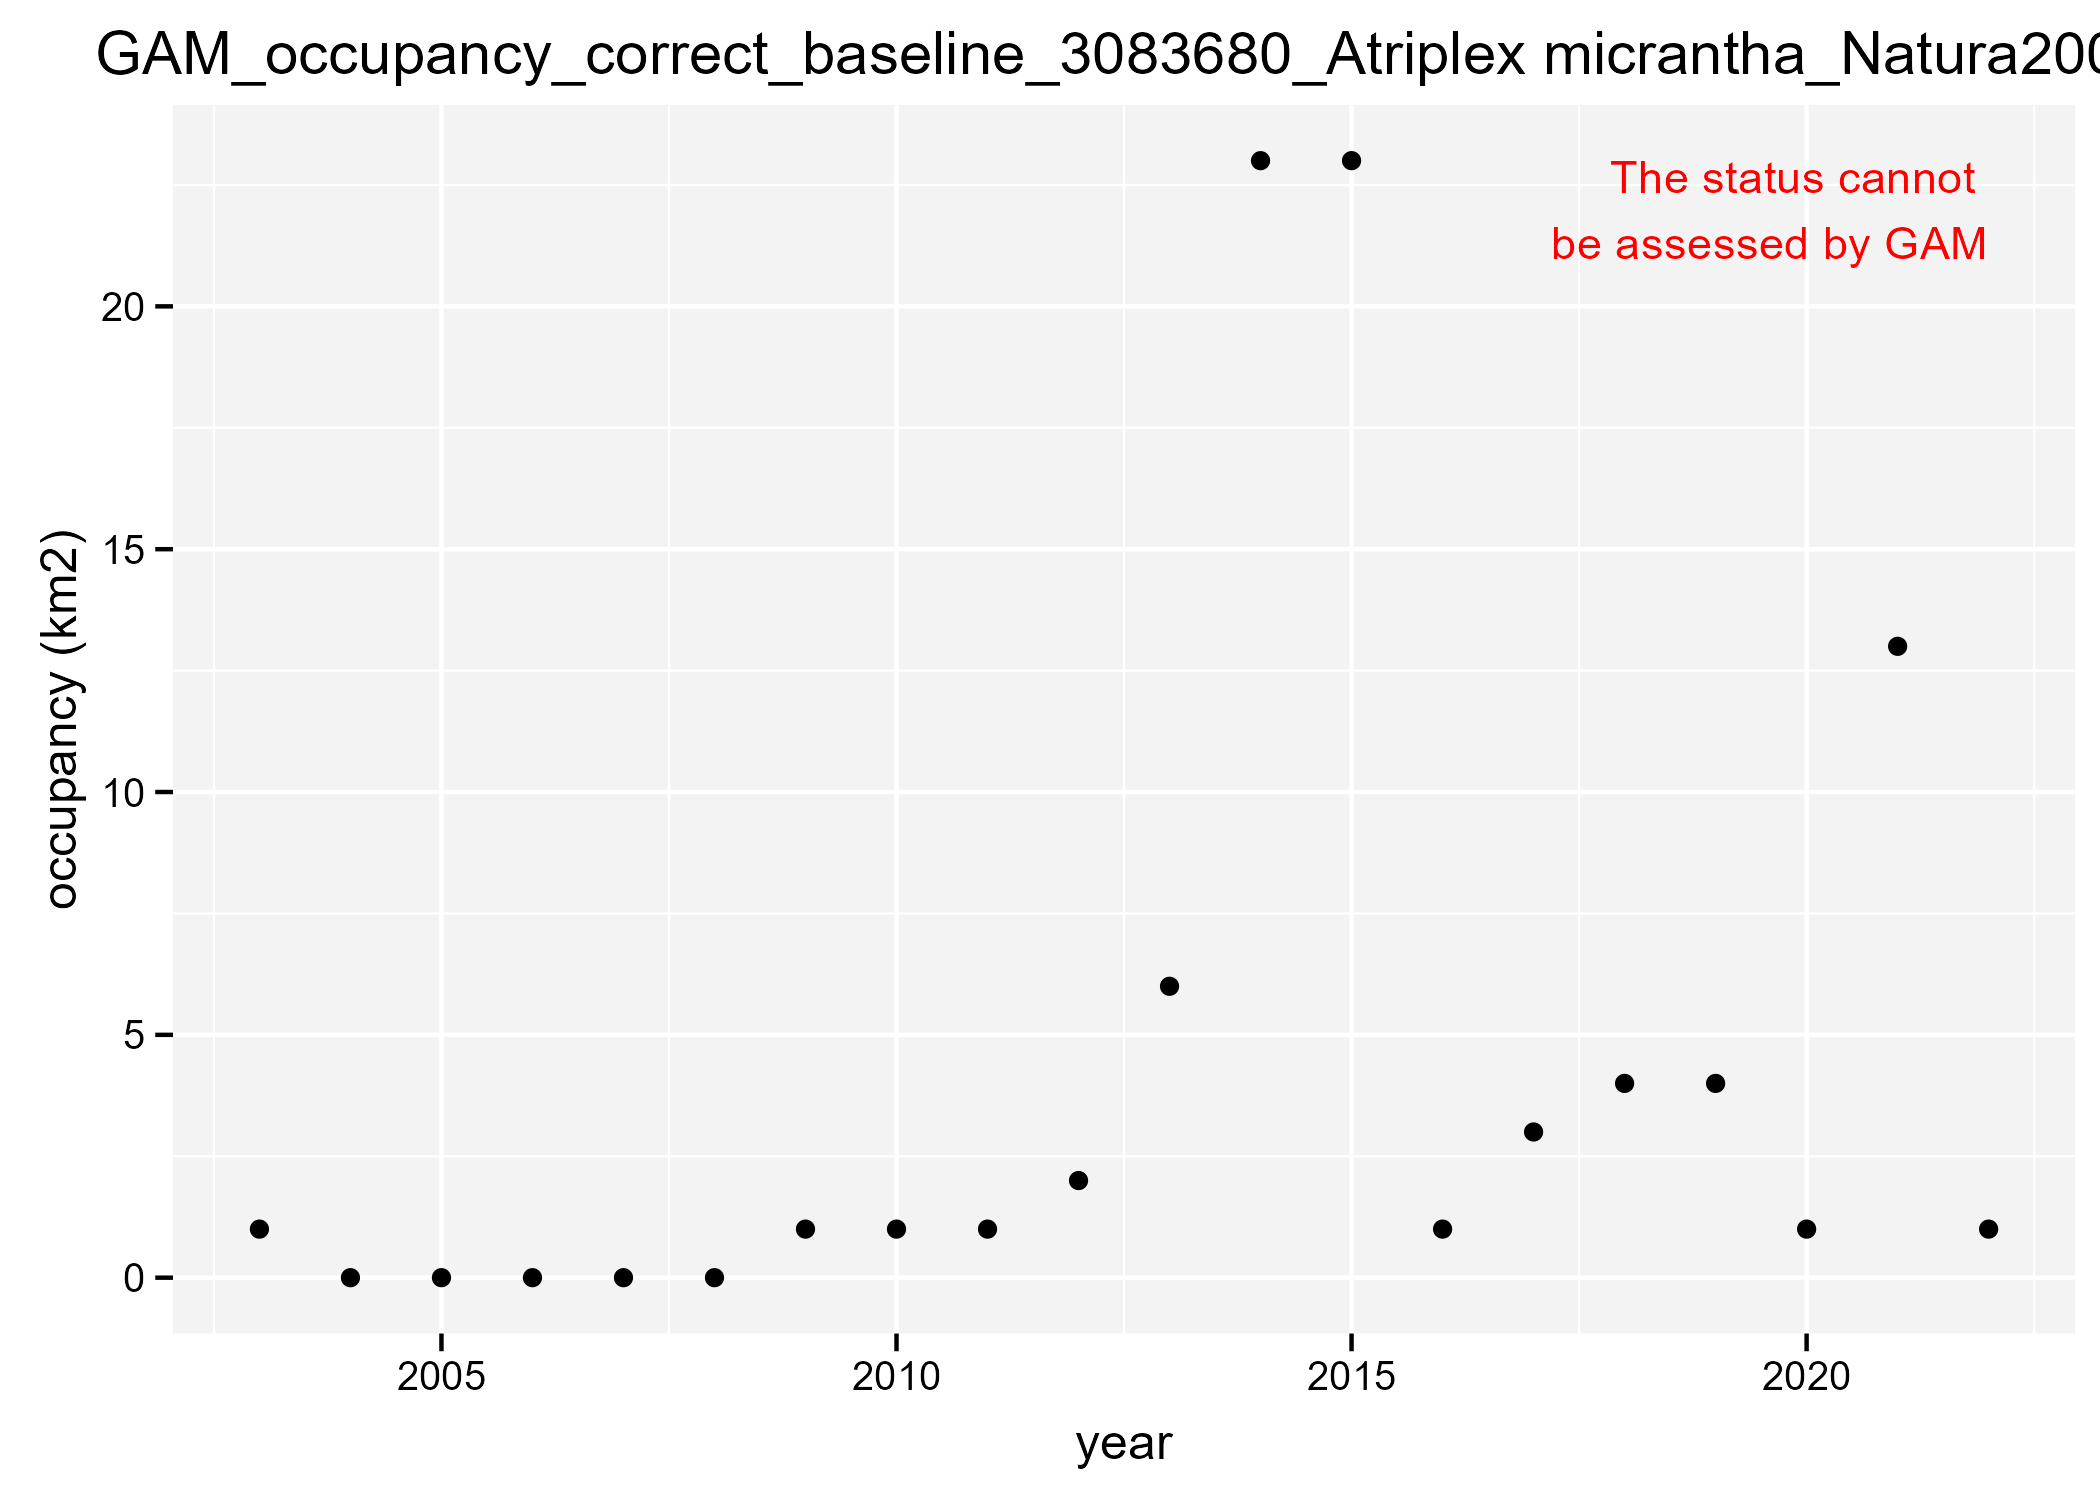 GAM_occupancy_correct_baseline_3083680_Atriplex micrantha_Natura200
The status cannot
be assessed by GAM
occupancy (km2)
20
15
10
5
0
2005 2010 2015 2020
year